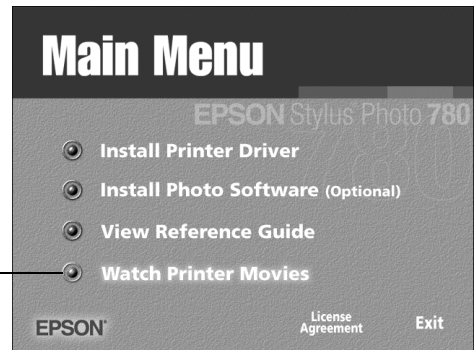 Main Menu
EPSON Stylus Photo 780
780
Install Printer Driver
Install Photo Software (Optional)
View Reference Guide
Watch Printer Movies
EPSON®
License
Agreement
Exit